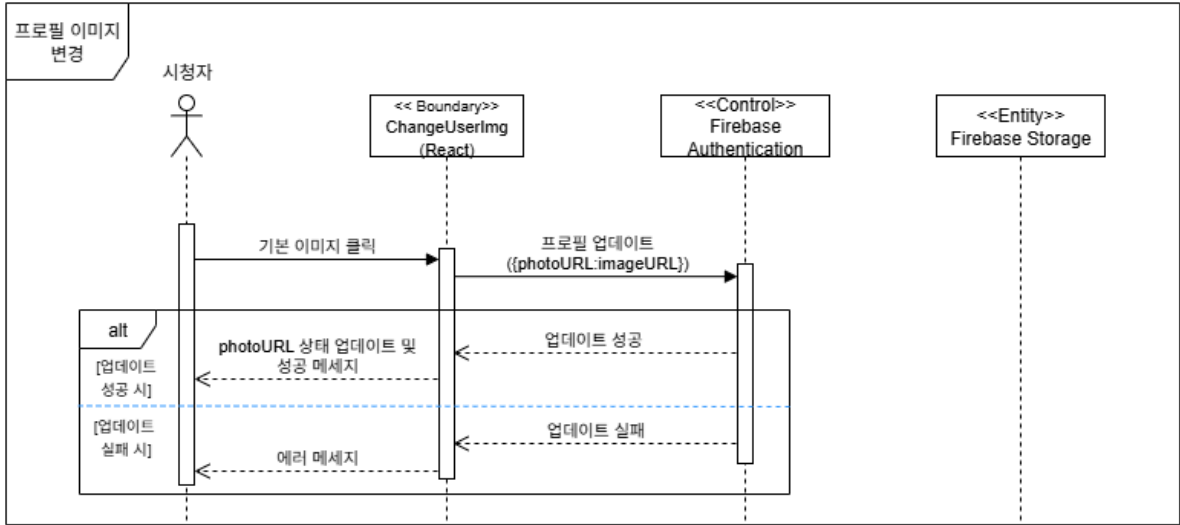 프로필 이미지
변경
시청자
<< Boundary>>
ChangeUserImg
(React)
<<Control>>
Firebase
Authentication
<<Entity>>
Firebase Storage
기본 이미지 클릭
프로필 업데이트
({photoURL:imageURL})
alt
[업데이트
성공 시]
업데이트 성공
photoURL 상태 업데이트 및
성공 메세지
[업데이트
실패 시]
업데이트 실패
에러 메세지